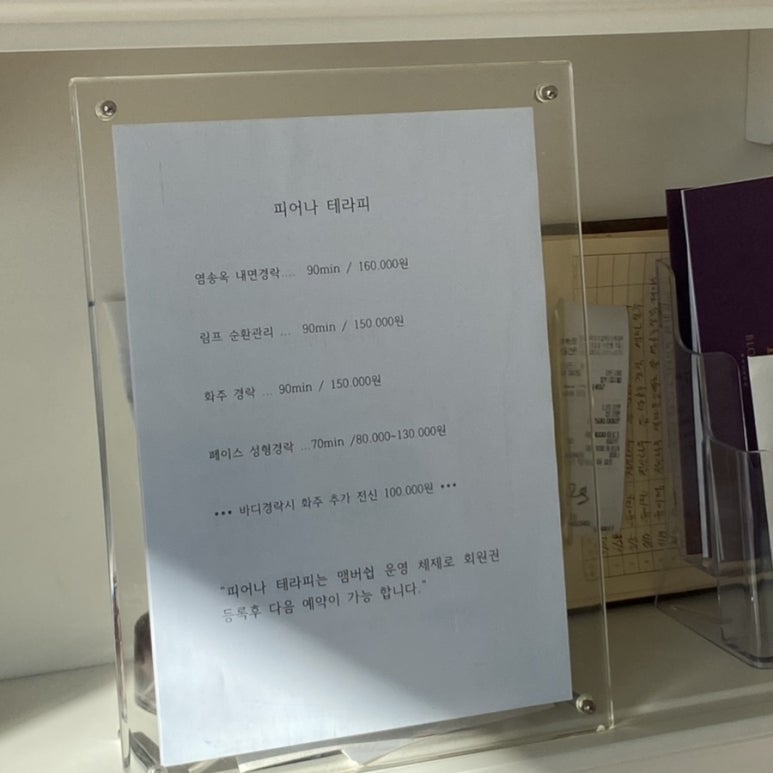 피어나 테라피
염송옥 내면경락.... 90min / 160.000원
림프 순환관리 ... 90min / 150.000원
화주 경락 ... 90min / 150.000원
페이스 성형경락 ...70min /80.000~130.000원
*** 바디경락시 화주 추가 전신 100.000원 ***
"피어나 테라피는 맴버쉽 운영 체제로 회원권
등록후 다음 예약이 가능 합니다."